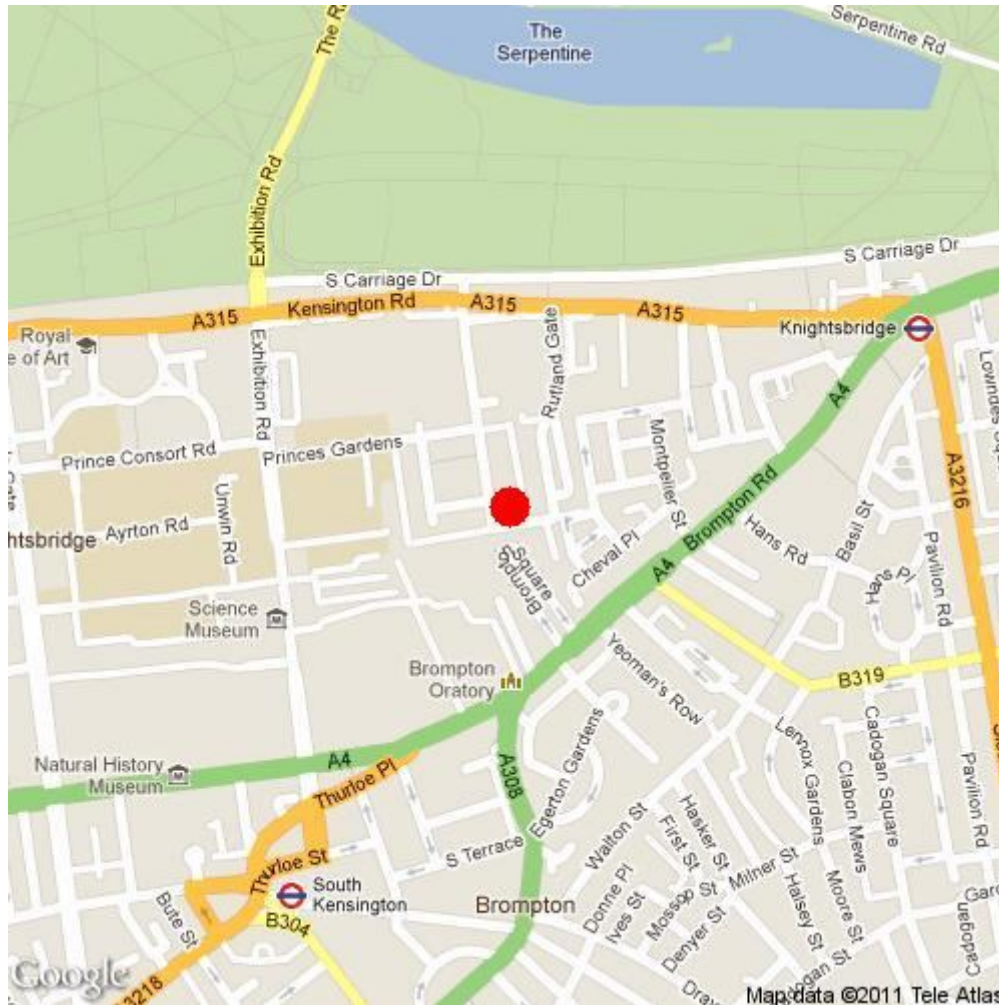 The
Serpentine
Serpentine Rd
The Ri
Exhibition Rd
S Carriage Dr
S Carriage Dr
Kensington Rd
A315
A315
A315
Royal
e of Art
Knightsbridge
Rutland Gate
Exhibition Rd
A4
Prince Consort Rd
Princes Gardens
Montpelier St
A3216
Unwin Rd
Ayrton Rd
htsbridge
Brompton Rd
Basil St
Hans Rd
Pavilion Rd
Cheval Pl
A4
Hans Pl
Square
Science
Museum
Brompton
Oratory
Yeoman's Row
B319
Natural History
Museum
A4
Thurloe Pl
A308
Egerton Gardens
Lennox Gardens
Cadogan Square
Clabon Mews
Pavilion Rd
S Terrace
Walton St
Hasker St
First St
Milner St
Thurloe St
South
Kensington
Bute St
B304
Brompton
Donne Pl
Ives St
Mossop St
Denyer St
Halsey St
Moore St
Cadogan
A3218
Google
Map data ©2011 Tele Atlas